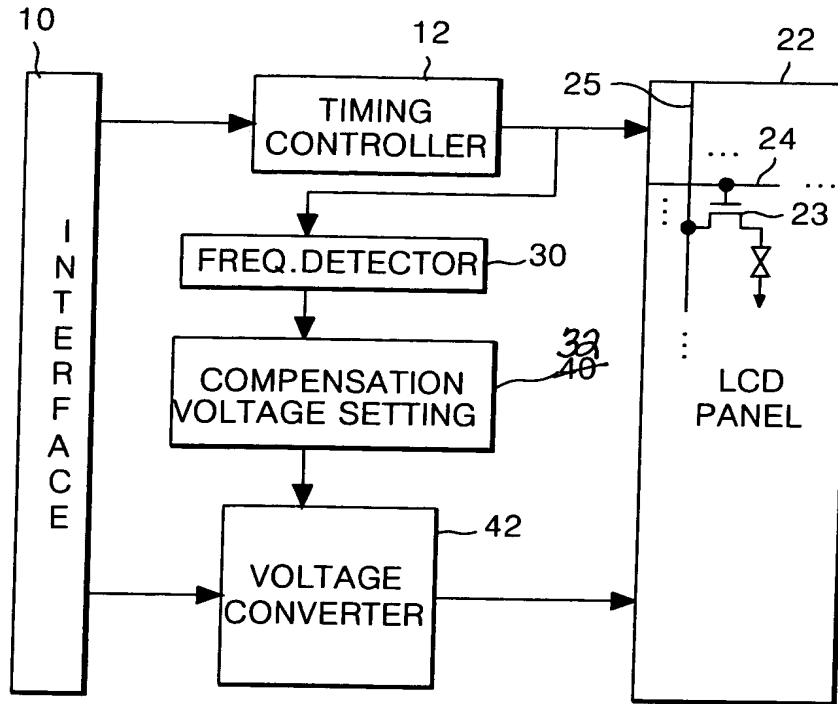 10
12
22
TIMING
CONTROLLER
25
...
24
...
23
FREQ.DETECTOR
30
32
40
COMPENSATION
VOLTAGE SETTING
LCD
PANEL
INTERFACE
42
VOLTAGE
CONVERTER